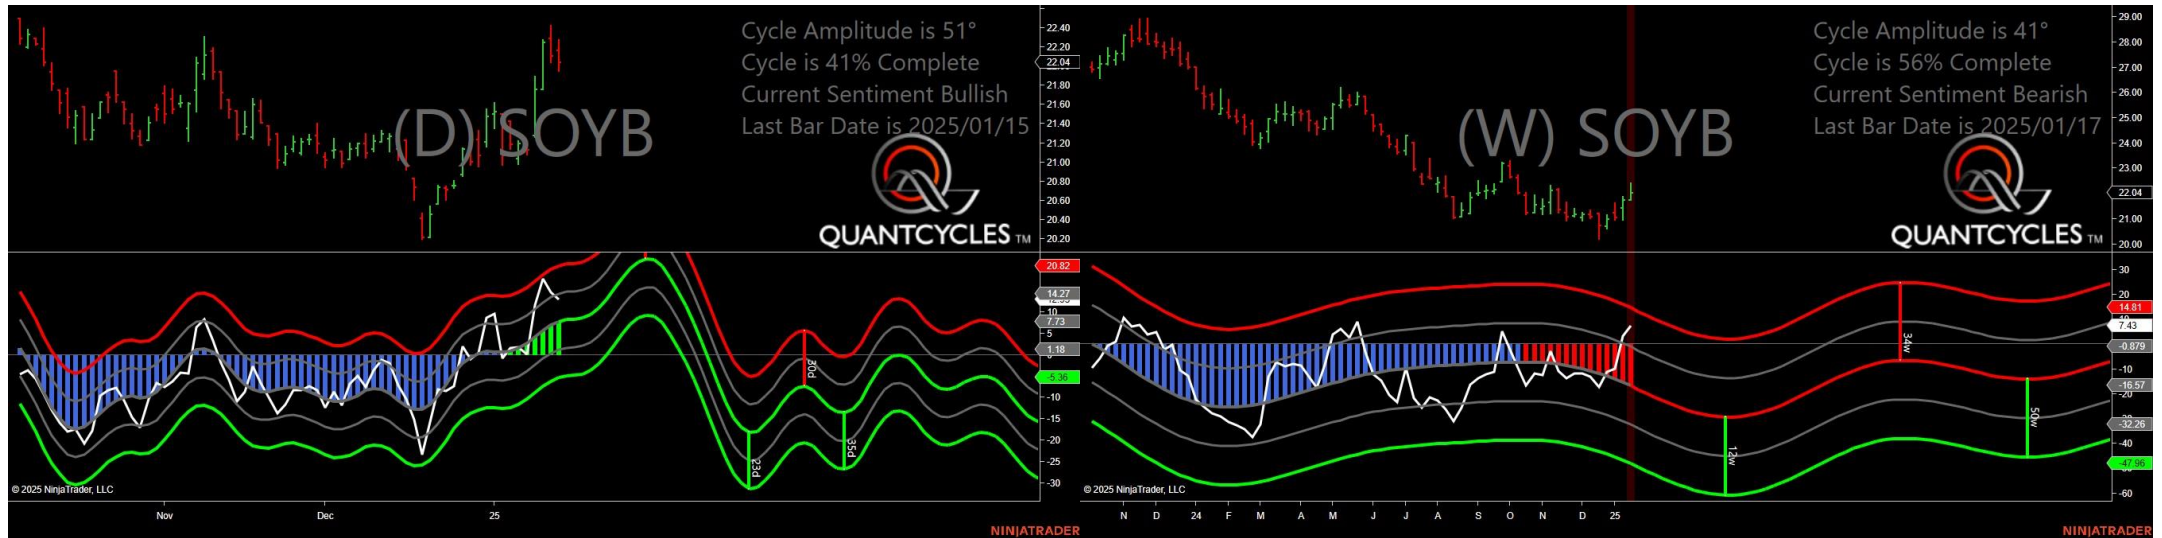 Cycle Amplitude is 51°
Cycle is 41% Complete
Current Sentiment Bullish
Last Bar Date is 2025/01/15
(D) SOYB
QUANTCYCLES TM
22.40
22.20
22.04
21.80
21.60
21.40
21.20
21.00
20.80
20.60
20.40
20.20
20.82
14.27
10
7.73
5
1.18
-5.36
-10
-15
-20
-25
-30
30d
23d
35d
© 2025 NinjaTrader, LLC
Nov
Dec
25
NINJATRADER
Cycle Amplitude is 41°
Cycle is 56% Complete
Current Sentiment Bearish
Last Bar Date is 2025/01/17
(W) SOYB
QUANTCYCLES TM
29.00
28.00
27.00
26.00
25.00
24.00
23.00
22.04
21.00
20.00
30
20
14.81
7.43
-0.879
-10
-16.57
-20
-32.26
-40
-47.96
-60
34w
12w
50w
© 2025 NinjaTrader, LLC
N D 24 F M A M J J A S O N D 25
NINJATRADER